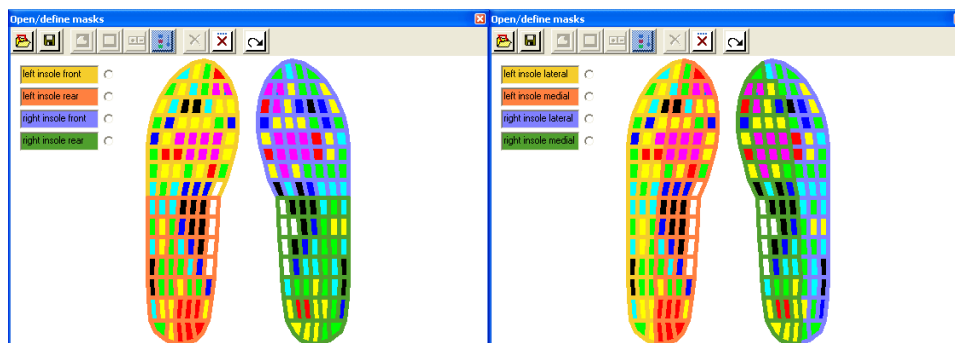 Open/define masks
left insole front
left insole rear
right insole front
right insole rear
Open/define masks
left insole lateral
left insole medial
right insole lateral
right insole medial